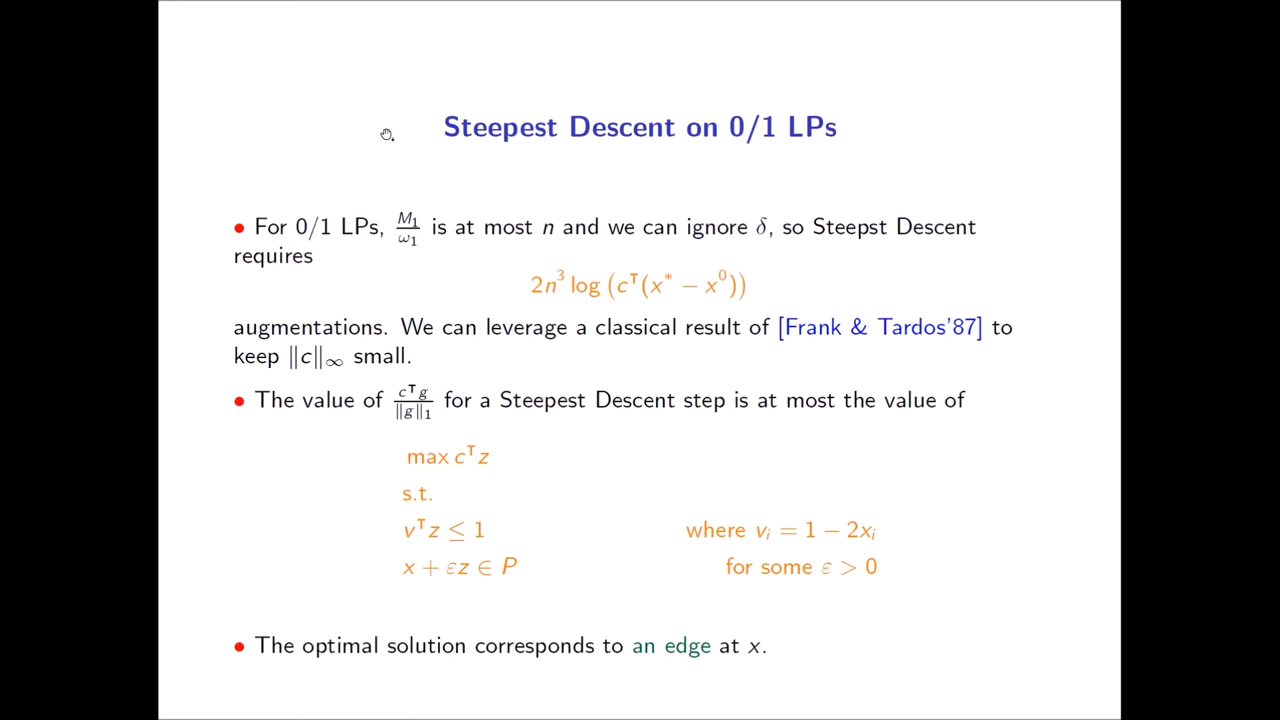 Steepest Descent on 0/1 LPs
• For 0/1 LPs, M₁/ω₁ is at most n and we can ignore δ, so Steepst Descent
requires
2n³ log (cᵀ(x* − x⁰))
augmentations. We can leverage a classical result of [Frank & Tardos'87] to
keep ‖c‖∞ small.
• The value of cᵀg/‖g‖₁ for a Steepest Descent step is at most the value of
max cᵀz
s.t.
vᵀz ≤ 1 where vᵢ = 1 − 2xᵢ
x + εz ∈ P for some ε > 0
• The optimal solution corresponds to an edge at x.